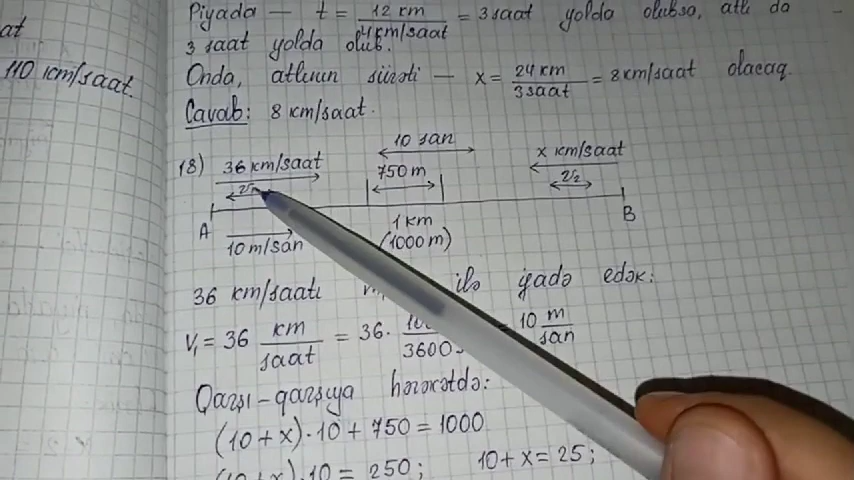 at
110 km/saat.
Piyada — t = 12 km / 4 km/saat = 3 saat yolda olubsa, atlı da
3 saat yolda olub.
Onda, atlının sürəti — x = 24 km / 3 saat = 8 km/saat olacaq.
Cavab: 8 km/saat.
10 san
18) 36 km/saat 750 m x km/saat
A B
10 m/san 1 km
(1000 m)
36 km/saatı ilə ifadə edək:
V₁ = 36 km/saat = 36 · 3600 = 10 m/san
Qarşı-qarşıya hərəkətdə:
(10 + x) · 10 + 750 = 1000
(10 + x) · 10 = 250; 10 + x = 25;